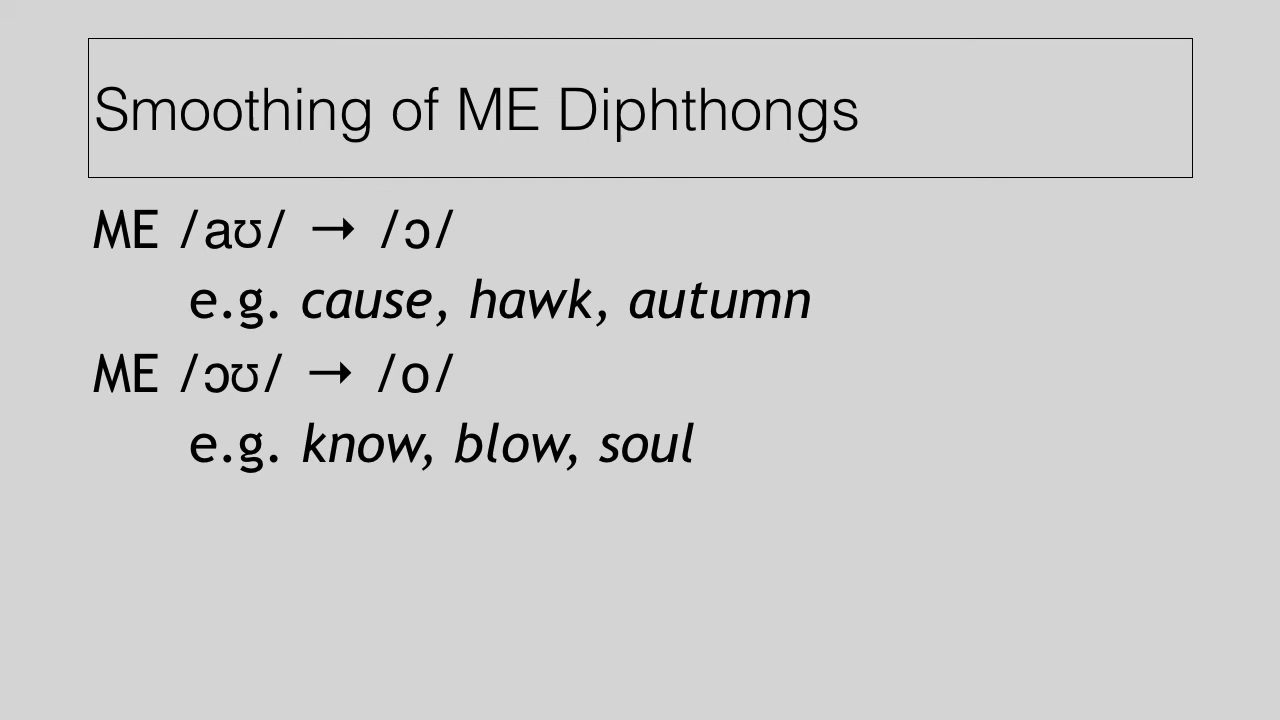 Smoothing of ME Diphthongs
ME /aʊ/ → /ɔ/
e.g. cause, hawk, autumn
ME /ɔʊ/ → /o/
e.g. know, blow, soul